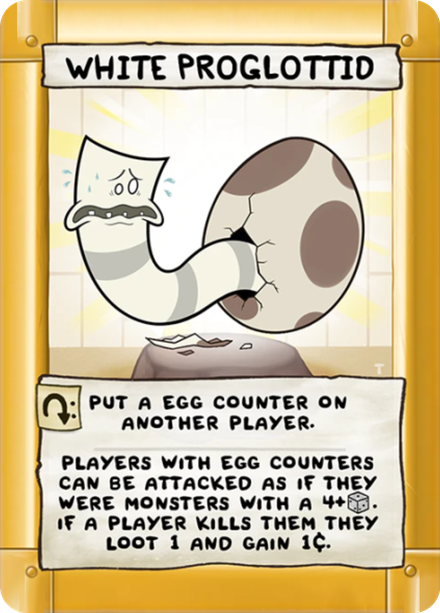 WHITE PROGLOTTID
T
PUT A EGG COUNTER ON
ANOTHER PLAYER.
PLAYERS WITH EGG COUNTERS
CAN BE ATTACKED AS IF THEY
WERE MONSTERS WITH A 4+.
IF A PLAYER KILLS THEM THEY
LOOT 1 AND GAIN 1¢.